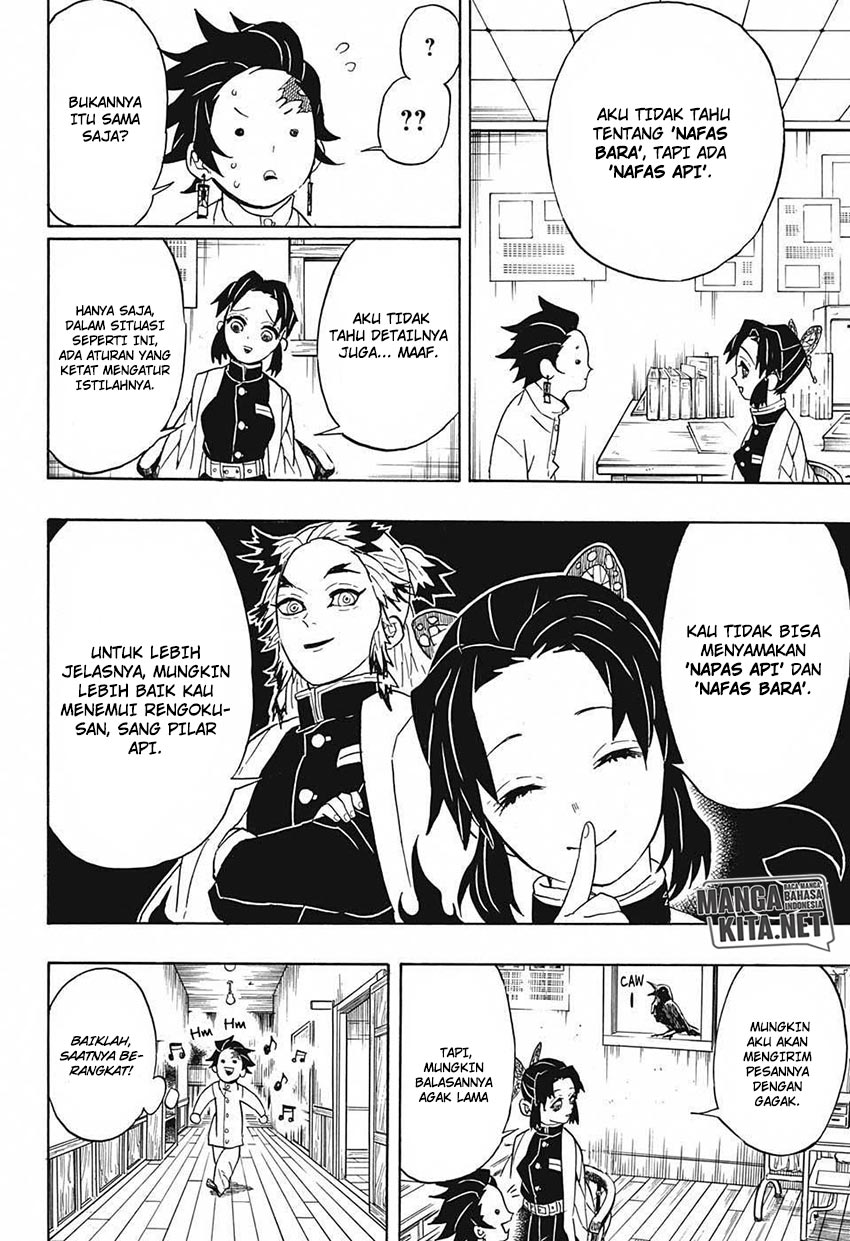 AKU TIDAK TAHU
TENTANG 'NAFAS
BARA', TAPI ADA
'NAFAS API'.
?
??
BUKANNYA
ITU SAMA
SAJA?
AKU TIDAK
TAHU DETAILNYA
JUGA... MAAF.
HANYA SAJA,
DALAM SITUASI
SEPERTI INI,
ADA ATURAN YANG
KETAT MENGATUR
ISTILAHNYA.
KAU TIDAK BISA
MENYAMAKAN
'NAPAS API' DAN
'NAFAS BARA'.
UNTUK LEBIH
JELASNYA, MUNGKIN
LEBIH BAIK KAU
MENEMUI RENGOKU-
SAN, SANG PILAR
API.
MANGA
KITA.NET
BACA MANGA
BAHASA
INDONESIA
CAW
MUNGKIN
AKU AKAN
MENGIRIM
PESANNYA
DENGAN
GAGAK.
TAPI,
MUNGKIN
BALASANNYA
AGAK LAMA
HM HM
BAIKLAH,
SAATNYA BE-
RANGKAT!